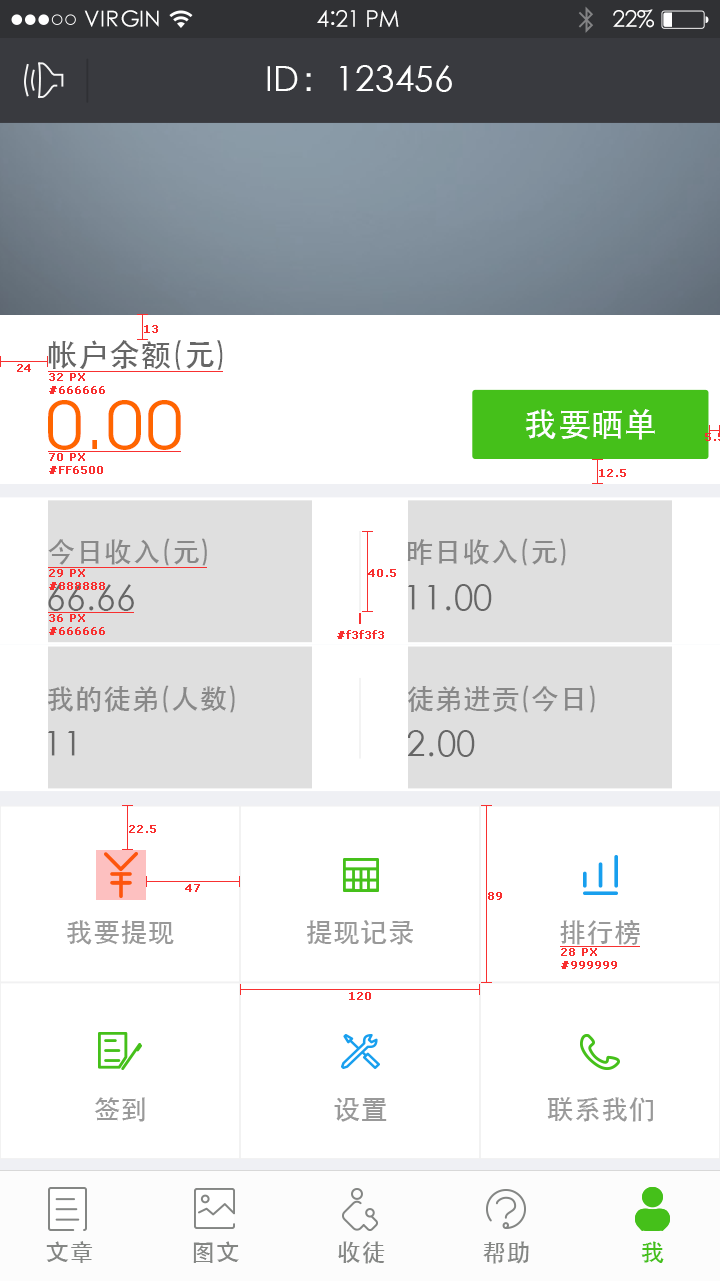 VIRGIN 4:21 PM 22%
ID：123456
13
帐户余额(元)
24
32 PX
#666666
0.00
我要晒单
70 PX
#FF6500
12.5
今日收入(元) 昨日收入(元)
29 PX
#888888
40.5
66.66 11.00
36 PX
#666666
#f3f3f3
我的徒弟(人数) 徒弟进贡(今日)
11 2.00
22.5
47
89
我要提现 提现记录 排行榜
28 PX
#999999
120
签到 设置 联系我们
文章 图文 收徒 帮助 我